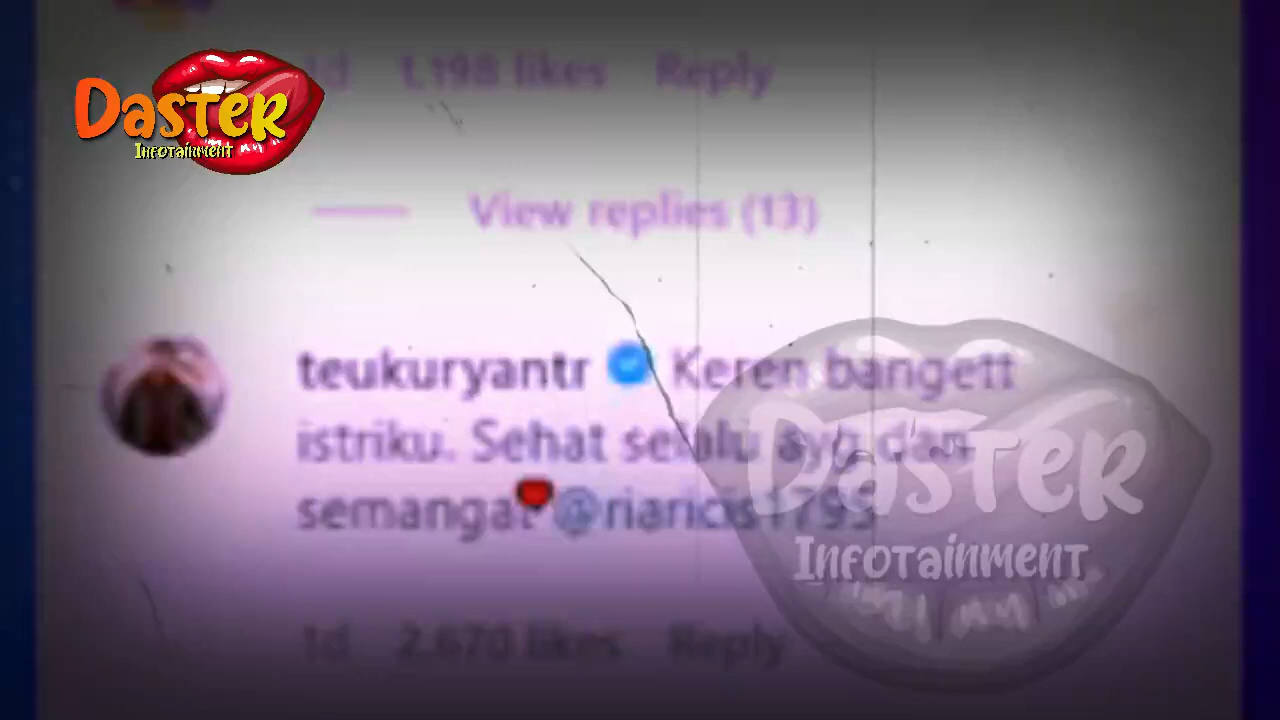 Daster
Infotainment
1d 1.198 likes Reply
View replies (13)
teukuryantr Keren bangett
istriku. Sehat selalu ayg dan
semangat @riaricis1795
Daster
Infotainment
1d 2.670 likes Reply